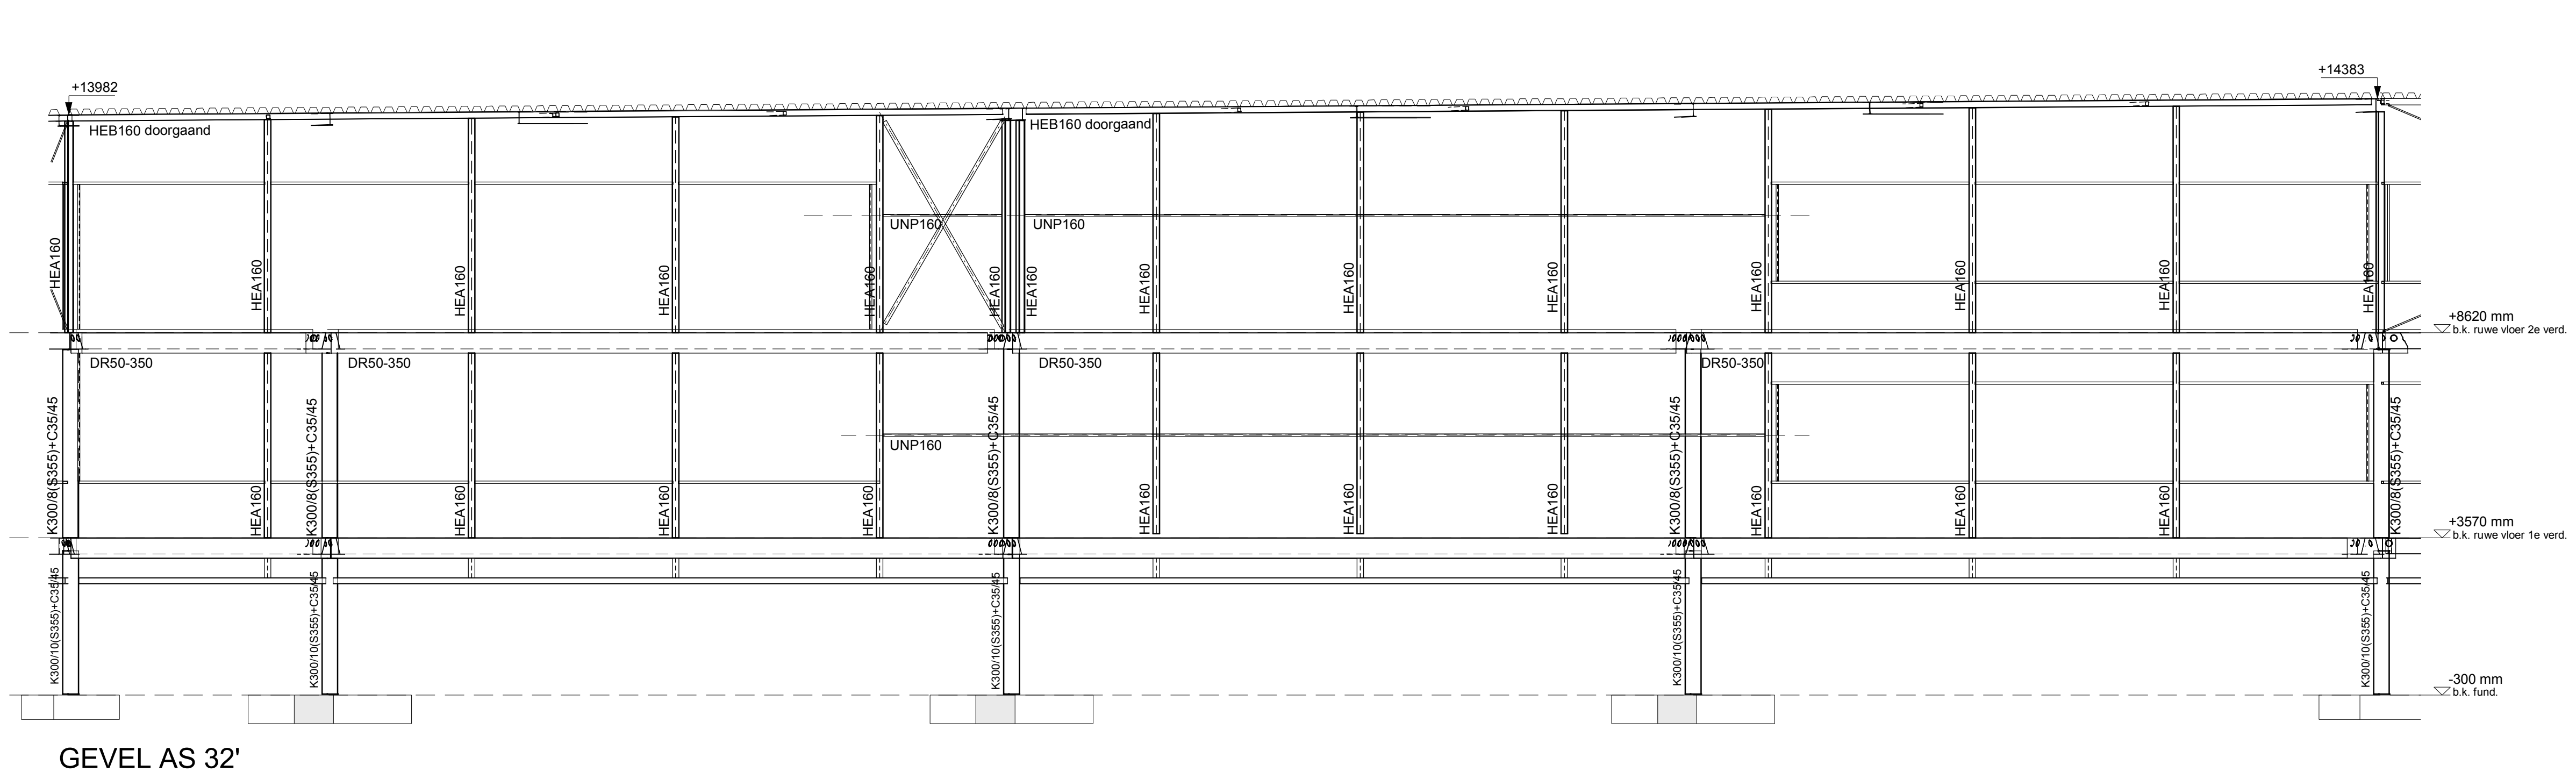 +13982
+14383
HEB160 doorgaand
HEB160 doorgaand
UNP160
UNP160
HEA160
HEA160
HEA160
HEA160
HEA160
HEA160
HEA160
HEA160
HEA160
HEA160
HEA160
HEA160
HEA160
HEA160
+8620 mm
b.k. ruwe vloer 2e verd.
DR50-350
DR50-350
DR50-350
DR50-350
UNP160
K300/8(S355)+C35/45
HEA160
K300/8(S355)+C35/45
HEA160
HEA160
HEA160
K300/8(S355)+C35/45
HEA160
HEA160
HEA160
K300/8(S355)+C35/45
HEA160
HEA160
HEA160
K300/8(S355)+C35/45
+3570 mm
b.k. ruwe vloer 1e verd.
K300/10(S355)+C35/45
K300/10(S355)+C35/45
K300/10(S355)+C35/45
K300/10(S355)+C35/45
K300/10(S355)+C35/45
-300 mm
b.k. fund.
GEVEL AS 32'